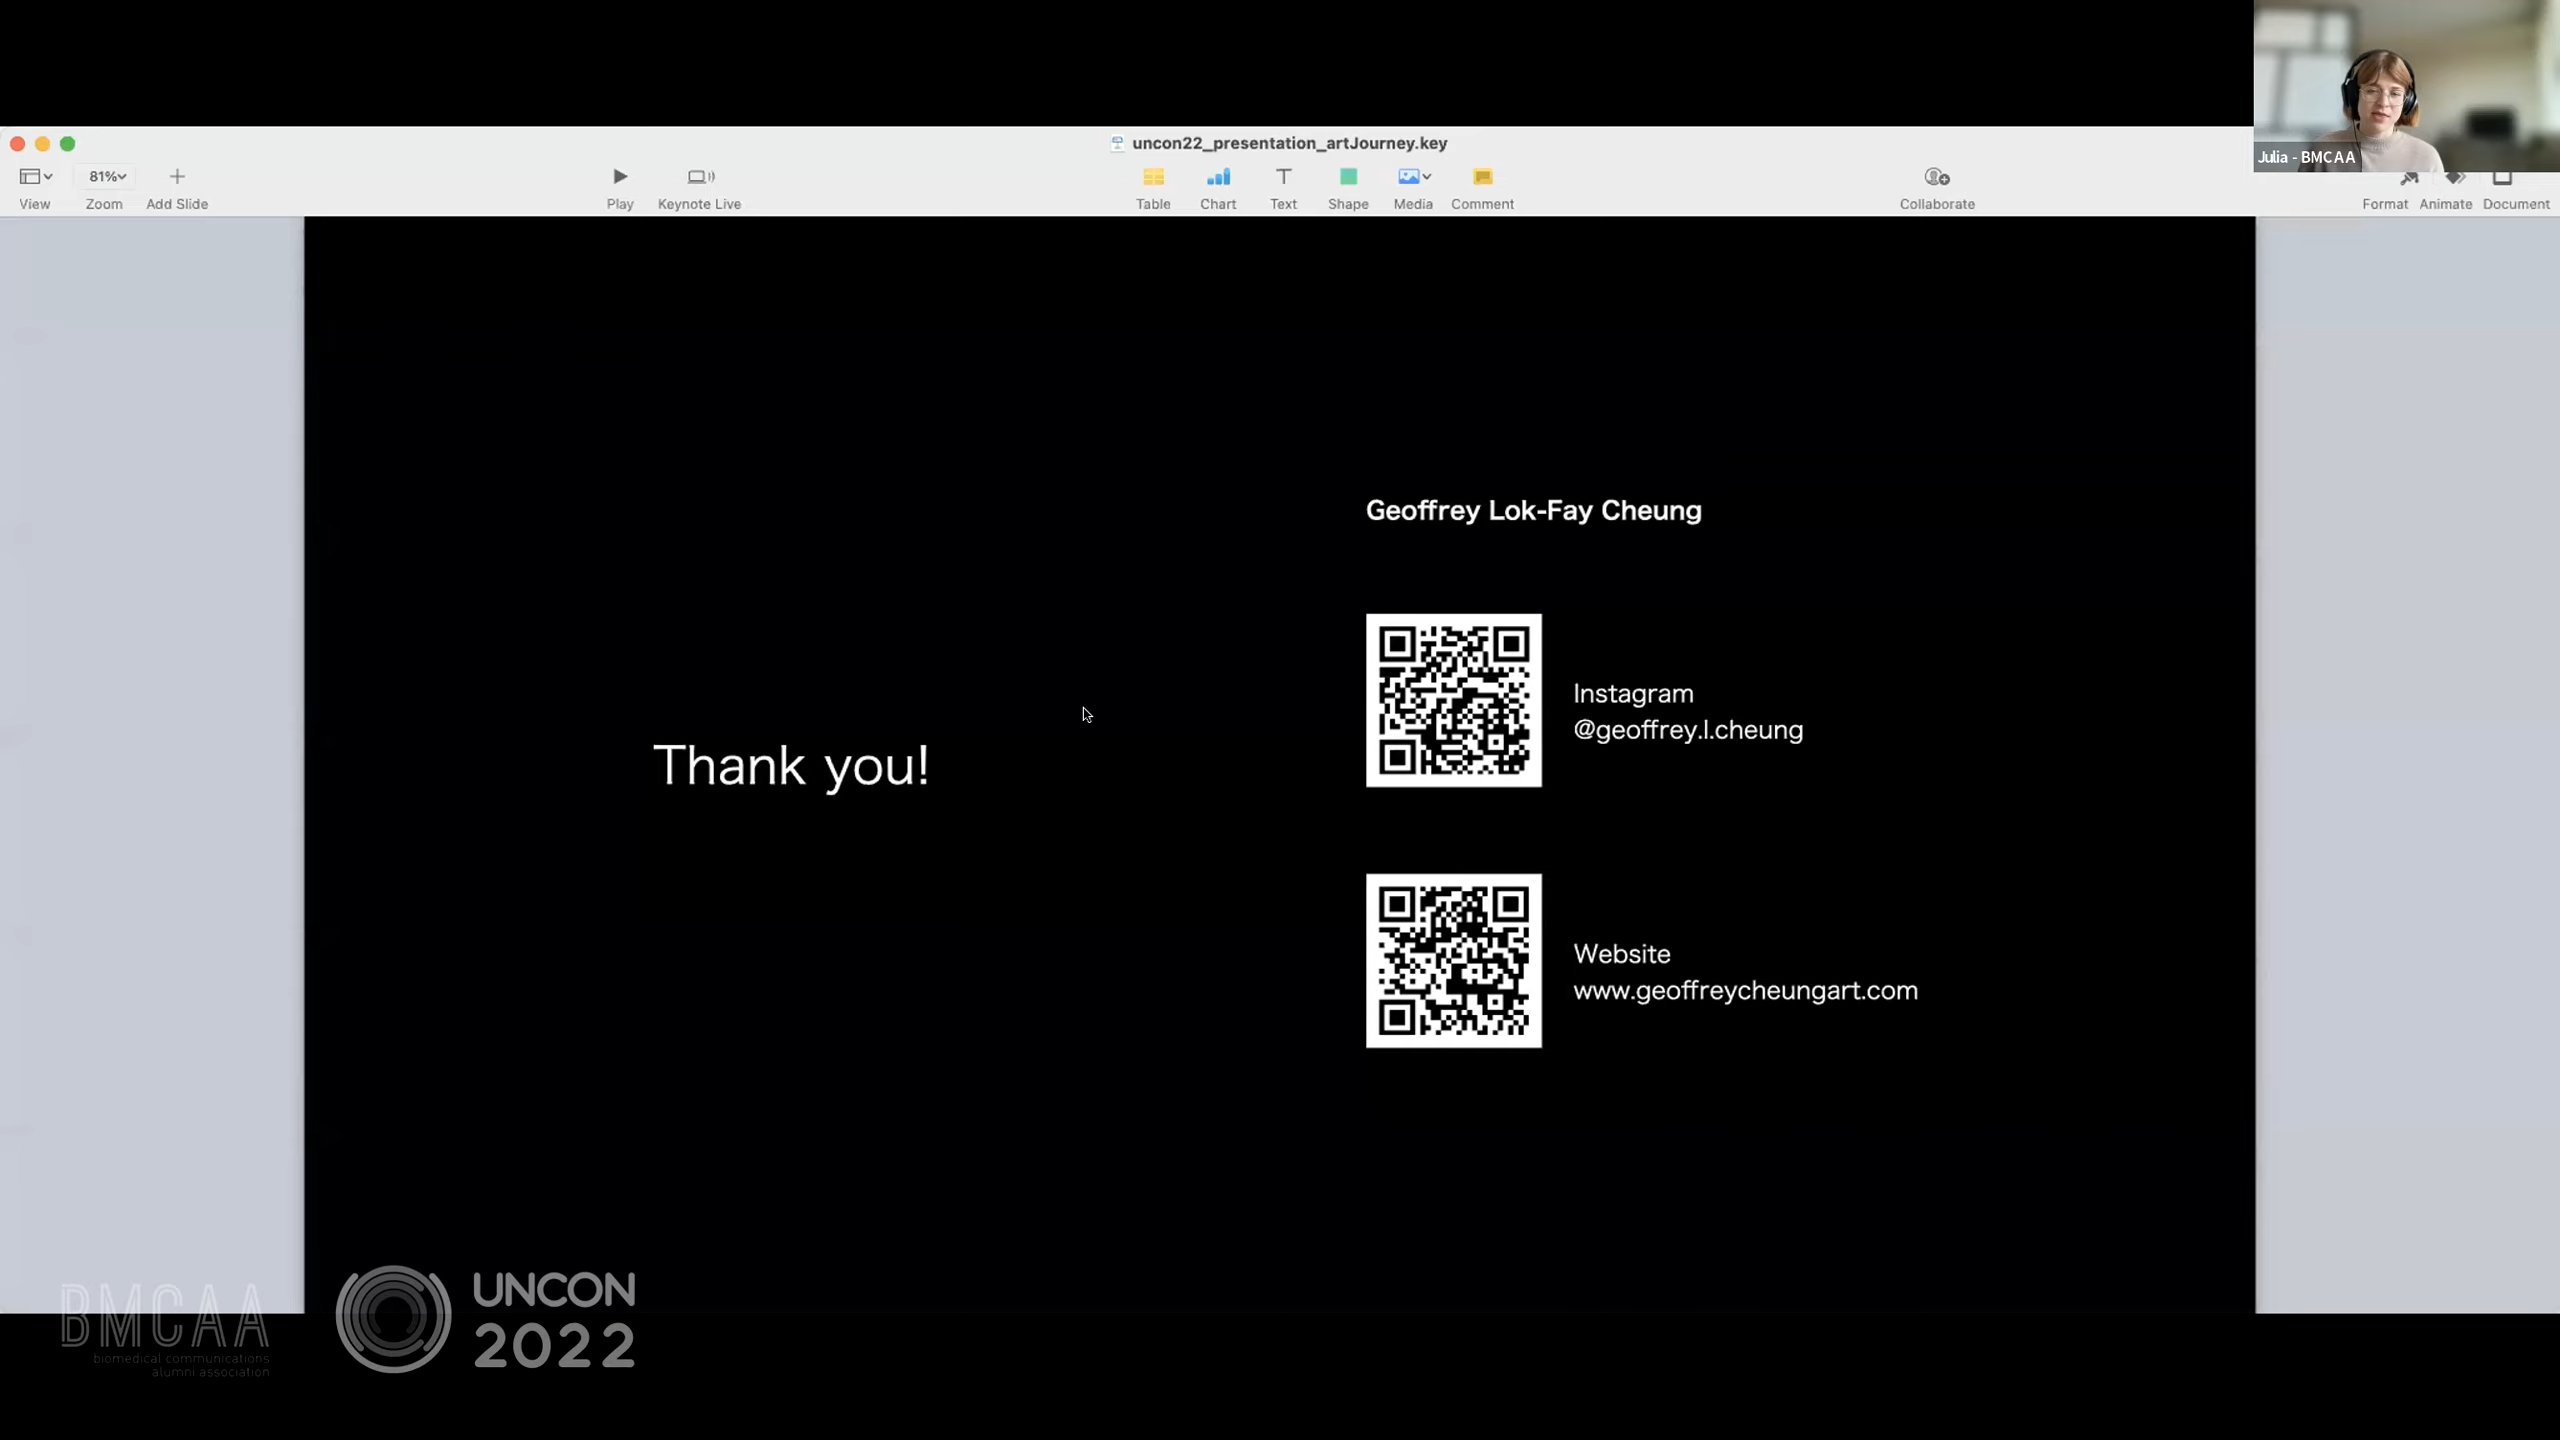 Julia - BMCAA
uncon22_presentation_artJourney.key
81%
View
Zoom
Add Slide
Play
Keynote Live
Table
Chart
Text
Shape
Media
Comment
Collaborate
Format
Animate
Document
Geoffrey Lok-Fay Cheung
Instagram
@geoffrey.l.cheung
Thank you!
Website
www.geoffreycheungart.com
BMCAA
biomedical communications
alumni association
UNCON
2022